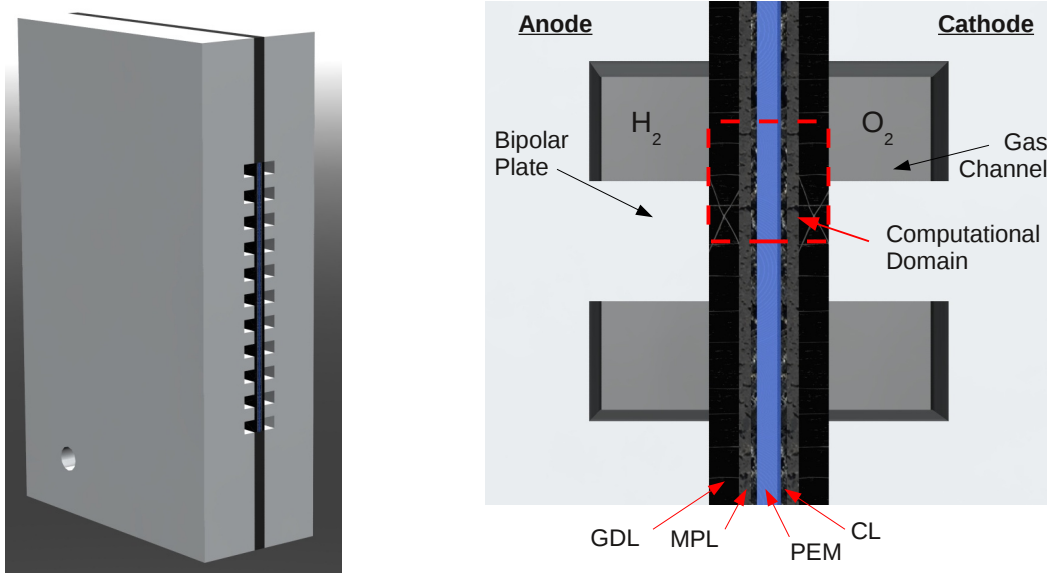 Anode
Cathode
H2
O2
Bipolar
Plate
Gas
Channel
Computational
Domain
GDL
MPL
PEM
CL